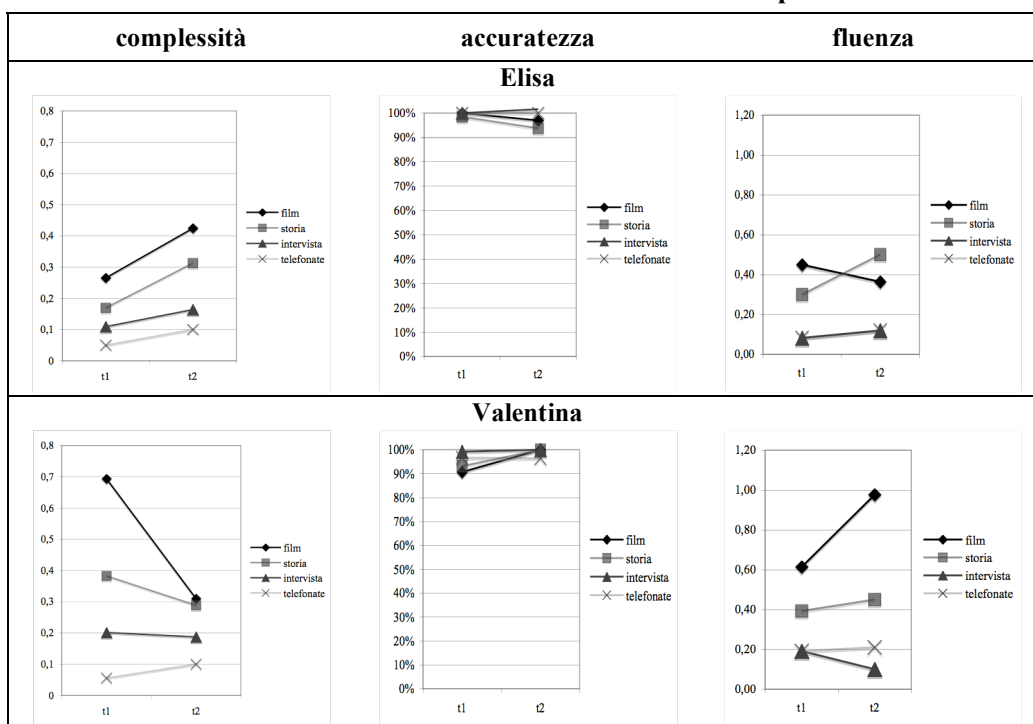 complessità accuratezza fluenza
Elisa
0,8
0,7
0,6
0,5
0,4
0,3
0,2
0,1
0
t1 t2
film
storia
intervista
telefonate
100%
90%
80%
70%
60%
50%
40%
30%
20%
10%
0%
t1 t2
film
storia
intervista
telefonate
1,20
1,00
0,80
0,60
0,40
0,20
0,00
t1 t2
film
storia
intervista
telefonate
Valentina
0,8
0,7
0,6
0,5
0,4
0,3
0,2
0,1
0
t1 t2
film
storia
intervista
telefonate
100%
90%
80%
70%
60%
50%
40%
30%
20%
10%
0%
t1 t2
film
storia
intervista
telefonate
1,20
1,00
0,80
0,60
0,40
0,20
0,00
t1 t2
film
storia
intervista
telefonate